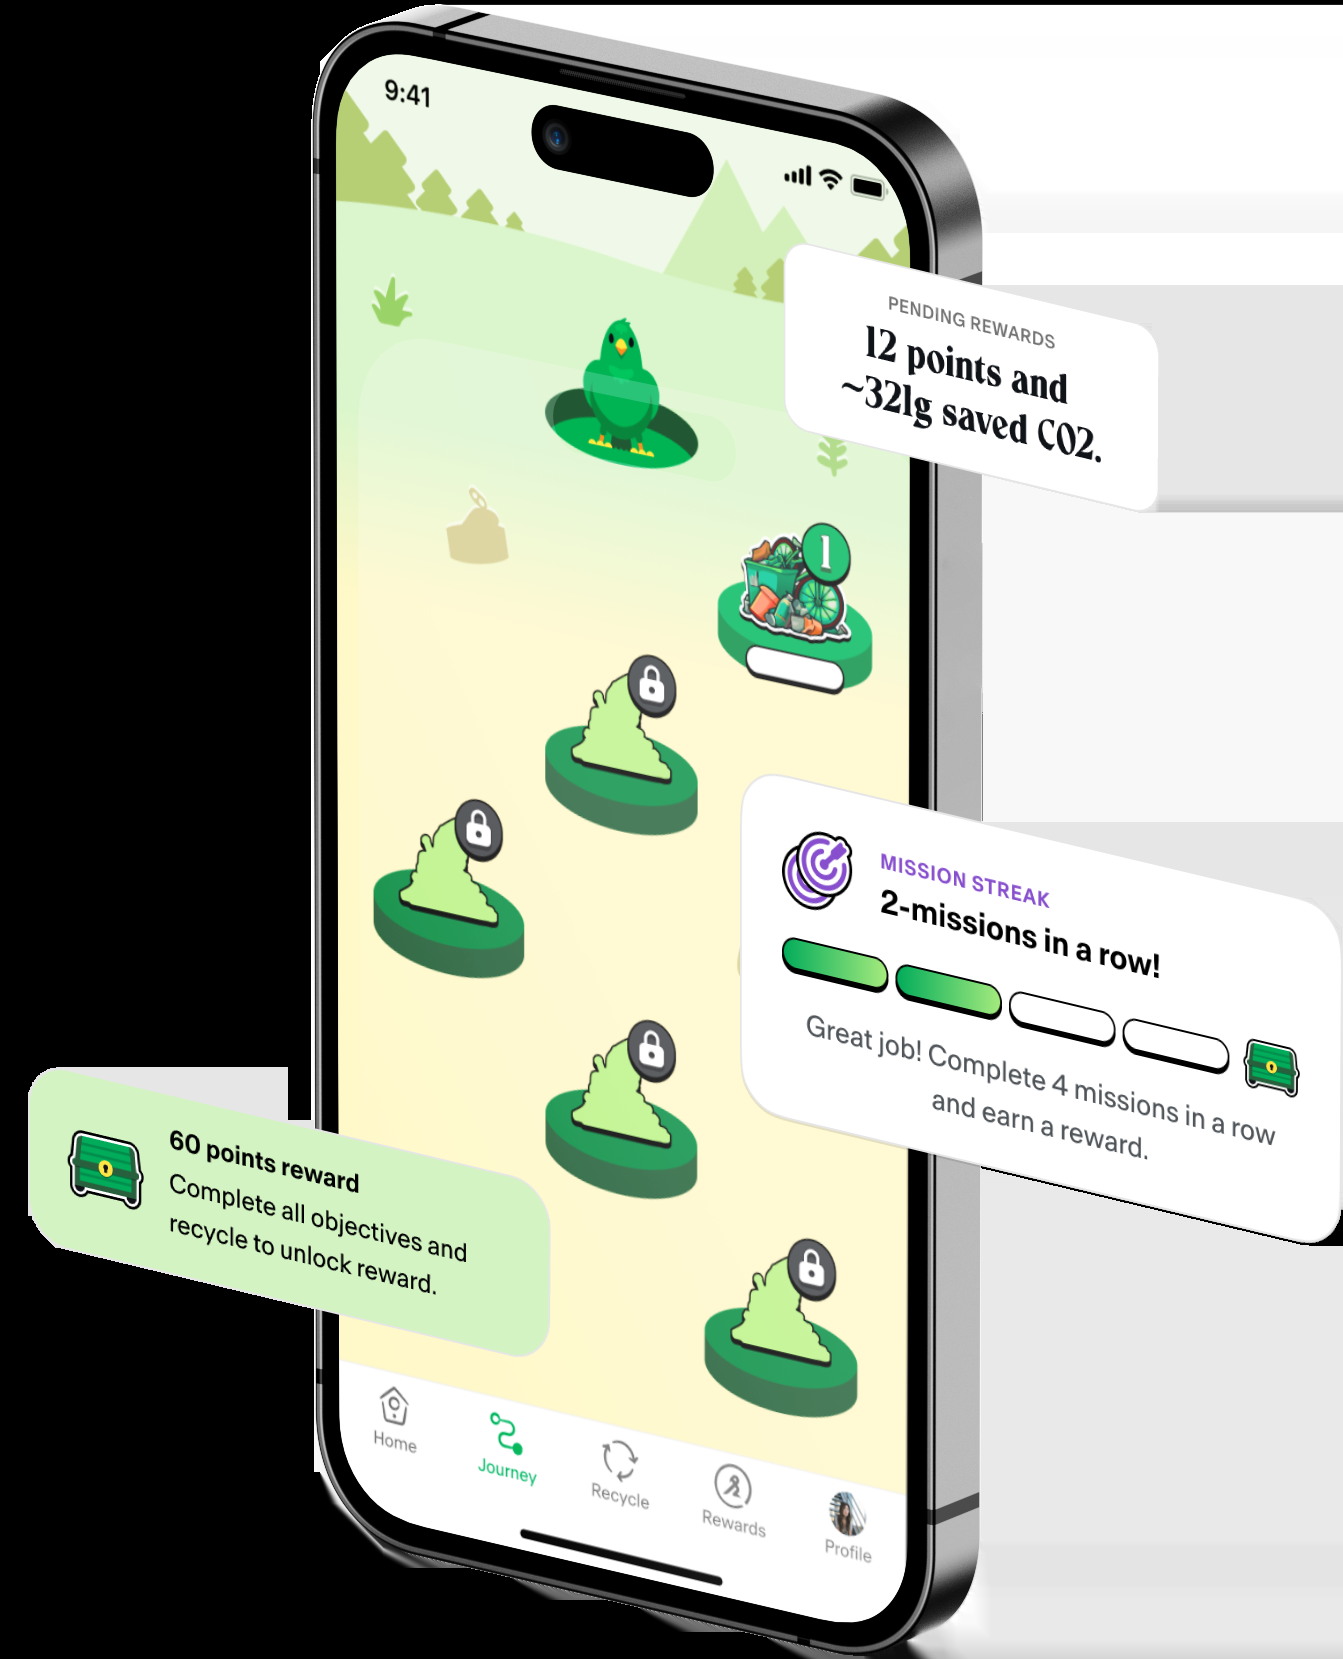 9:41
PENDING REWARDS
12 points and
~321g saved CO2.
1
MISSION STREAK
2-missions in a row!
Great job! Complete 4 missions in a row
and earn a reward.
60 points reward
Complete all objectives and
recycle to unlock reward.
Home
Journey
Recycle
Rewards
Profile